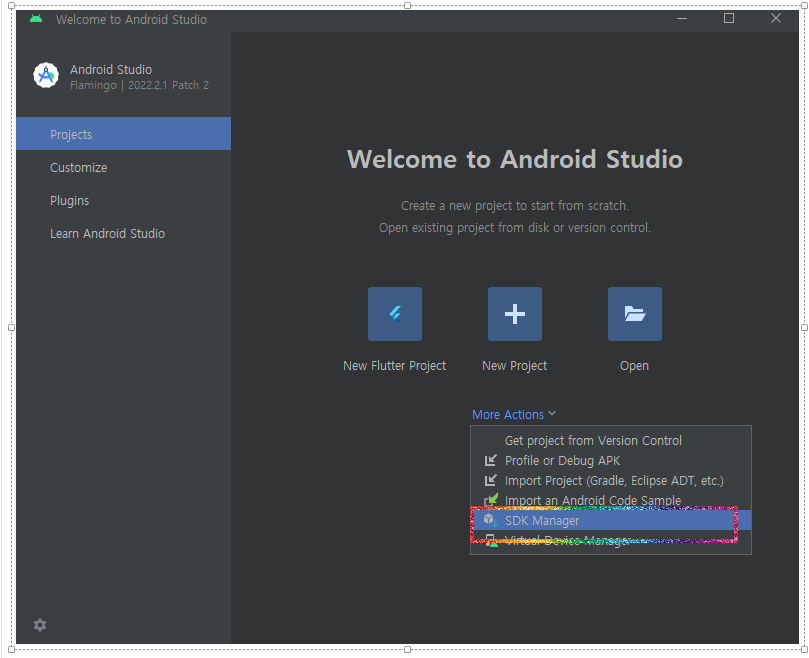 Welcome to Android Studio
Android Studio
Flamingo | 2022.2.1 Patch 2
Projects
Customize
Plugins
Learn Android Studio
Welcome to Android Studio
Create a new project to start from scratch.
Open existing project from disk or version control.
New Flutter Project
New Project
Open
More Actions
Get project from Version Control
Profile or Debug APK
Import Project (Gradle, Eclipse ADT, etc.)
Import an Android Code Sample
SDK Manager
Virtual Device Manager